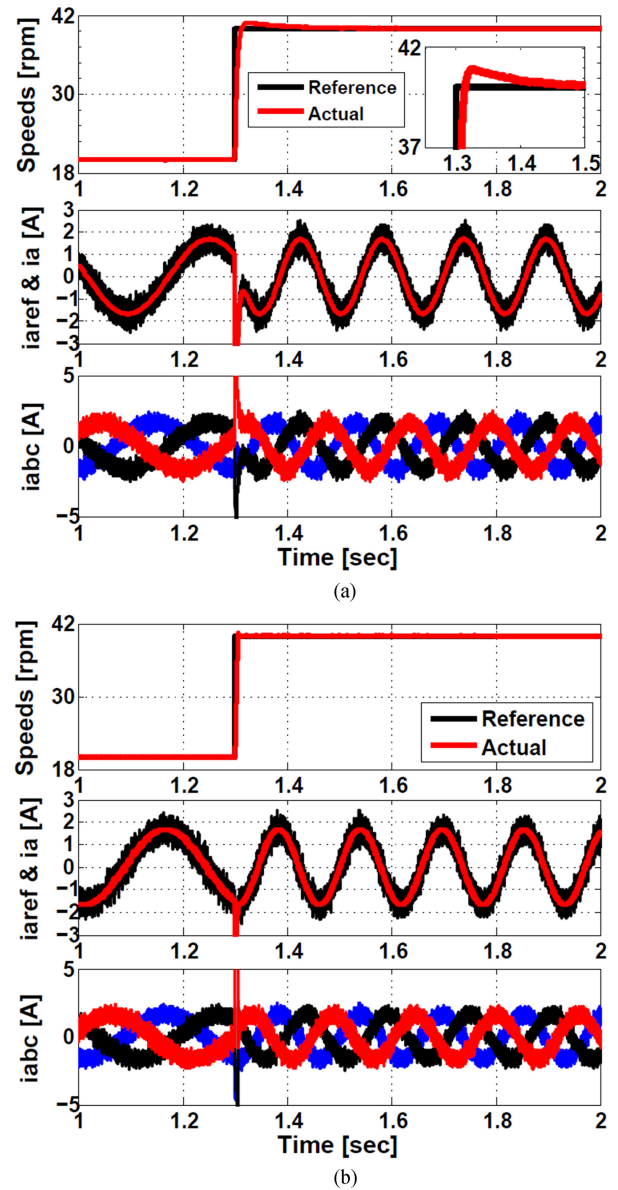 42
30
18
Speeds [rpm]
Reference
Actual
42
37
1.3 1.4 1.5
1 1.2 1.4 1.6 1.8 2
3
2
1
0
−1
−2
−3
iaref & ia [A]
1 1.2 1.4 1.6 1.8 2
5
0
−5
iabc [A]
1 1.2 1.4 1.6 1.8 2
Time [sec]
(a)
42
30
18
Speeds [rpm]
Reference
Actual
1 1.2 1.4 1.6 1.8 2
3
2
1
0
−1
−2
−3
iaref & ia [A]
1 1.2 1.4 1.6 1.8 2
5
0
−5
iabc [A]
1 1.2 1.4 1.6 1.8 2
Time [sec]
(b)